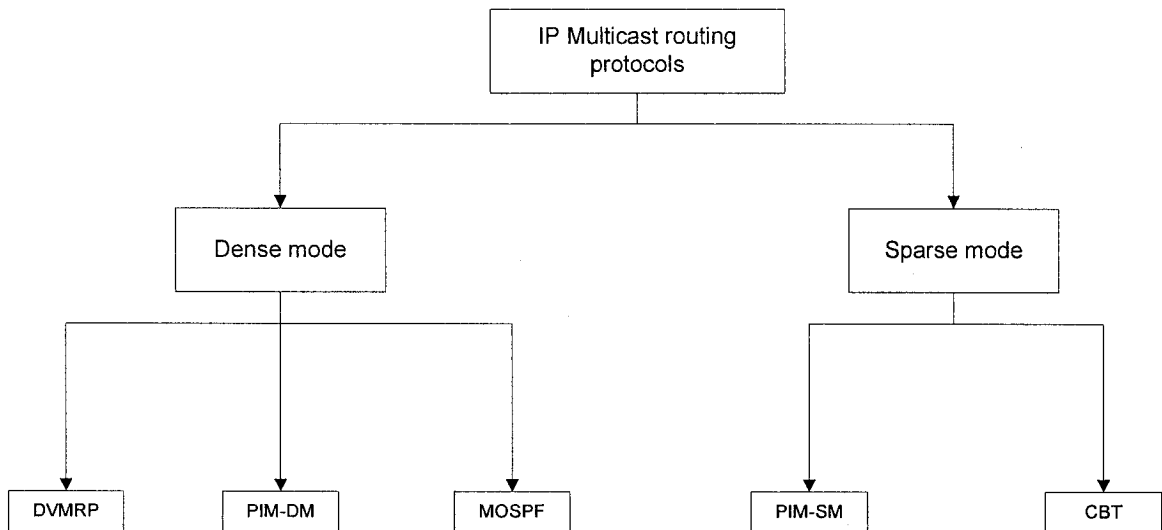 IP Multicast routing
protocols
Dense mode
Sparse mode
DVMRP
PIM-DM
MOSPF
PIM-SM
CBT